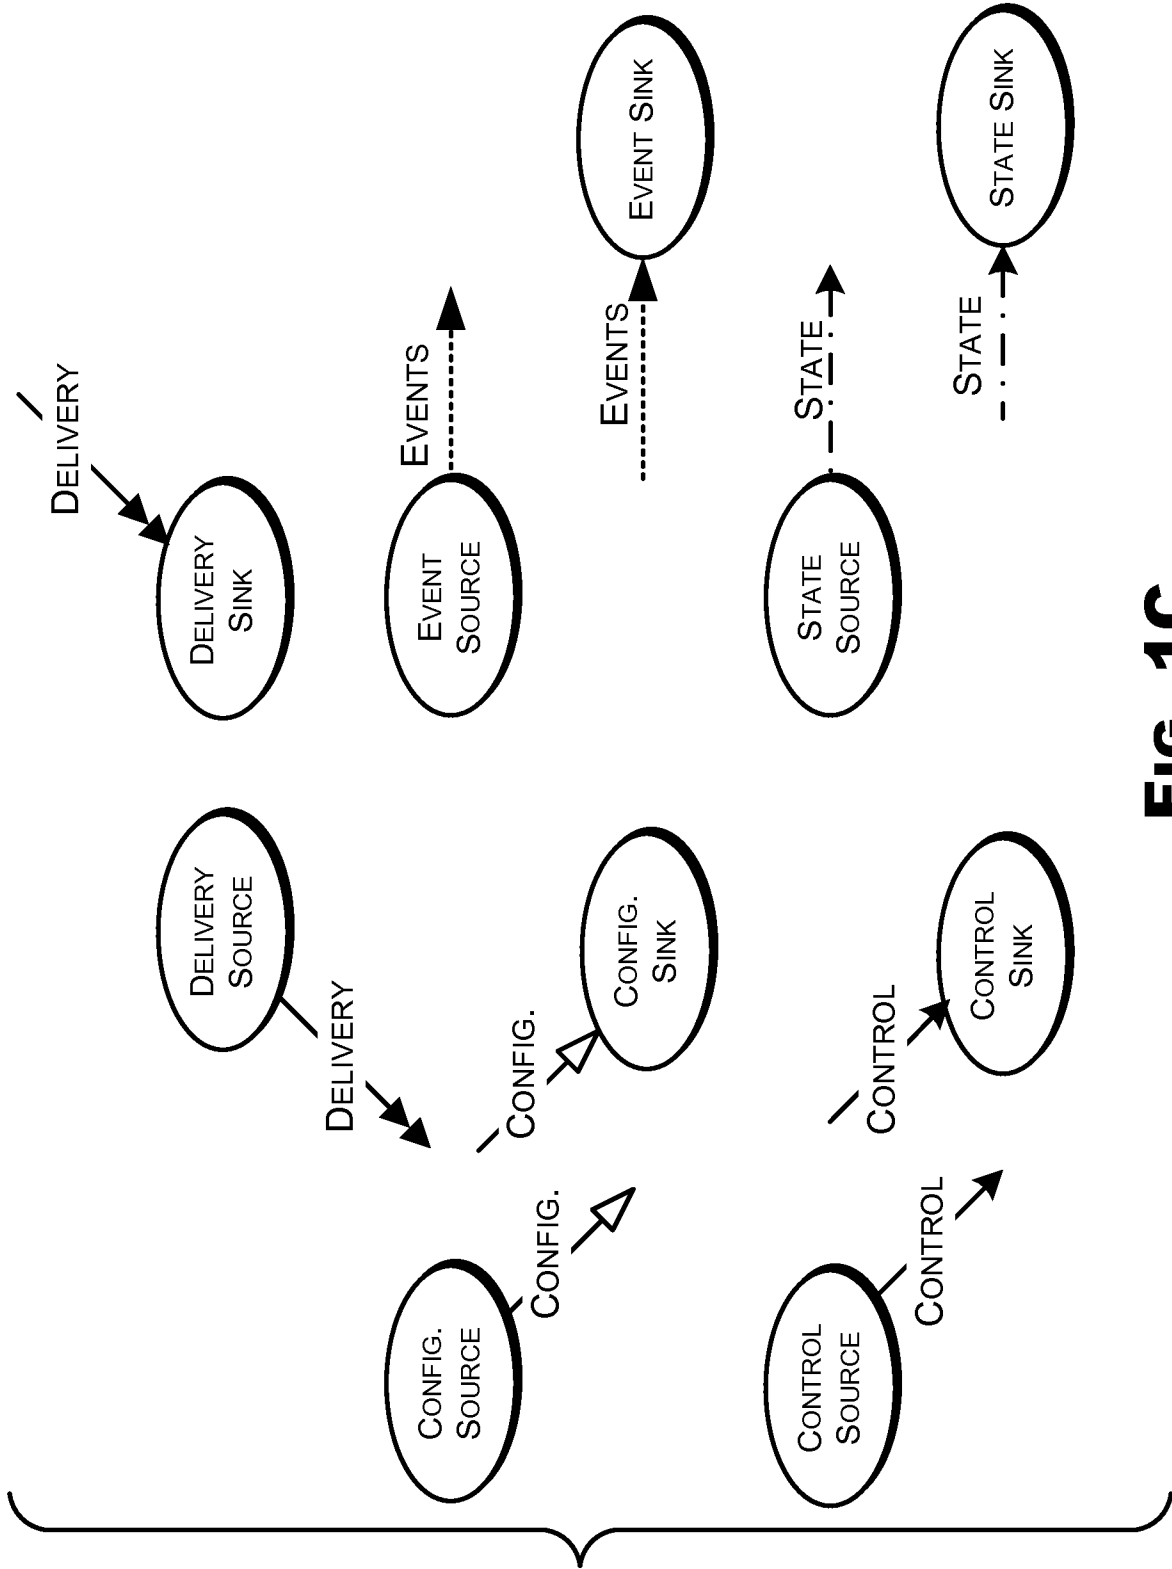 DELIVERY
DELIVERY
SOURCE
DELIVERY
SINK
DELIVERY
CONFIG.
SOURCE
EVENT
SOURCE
EVENTS
CONFIG.
CONFIG.
CONFIG.
SINK
EVENTS
EVENT SINK
CONTROL
SOURCE
STATE
SOURCE
STATE
CONTROL
CONTROL
CONTROL
SINK
STATE
STATE SINK
FIG. 1C